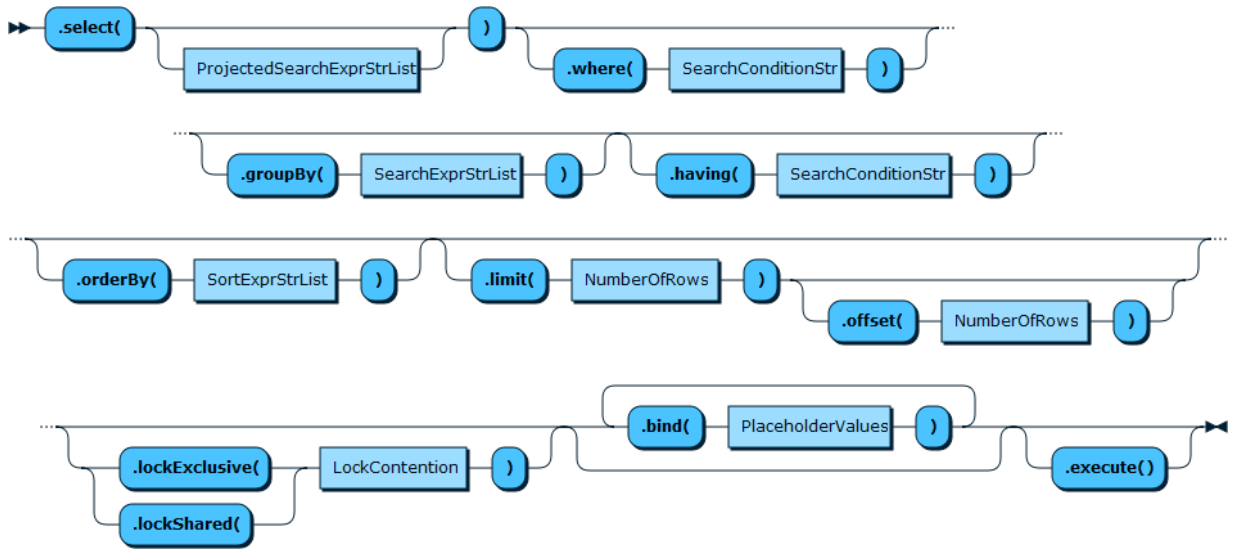 .select( ProjectedSearchExprStrList ) .where( SearchConditionStr )
.groupBy( SearchExprStrList ) .having( SearchConditionStr )
.orderBy( SortExprStrList ) .limit( NumberOfRows )
.offset( NumberOfRows )
.bind( PlaceholderValues )
.lockExclusive( LockContention ) .execute()
.lockShared(